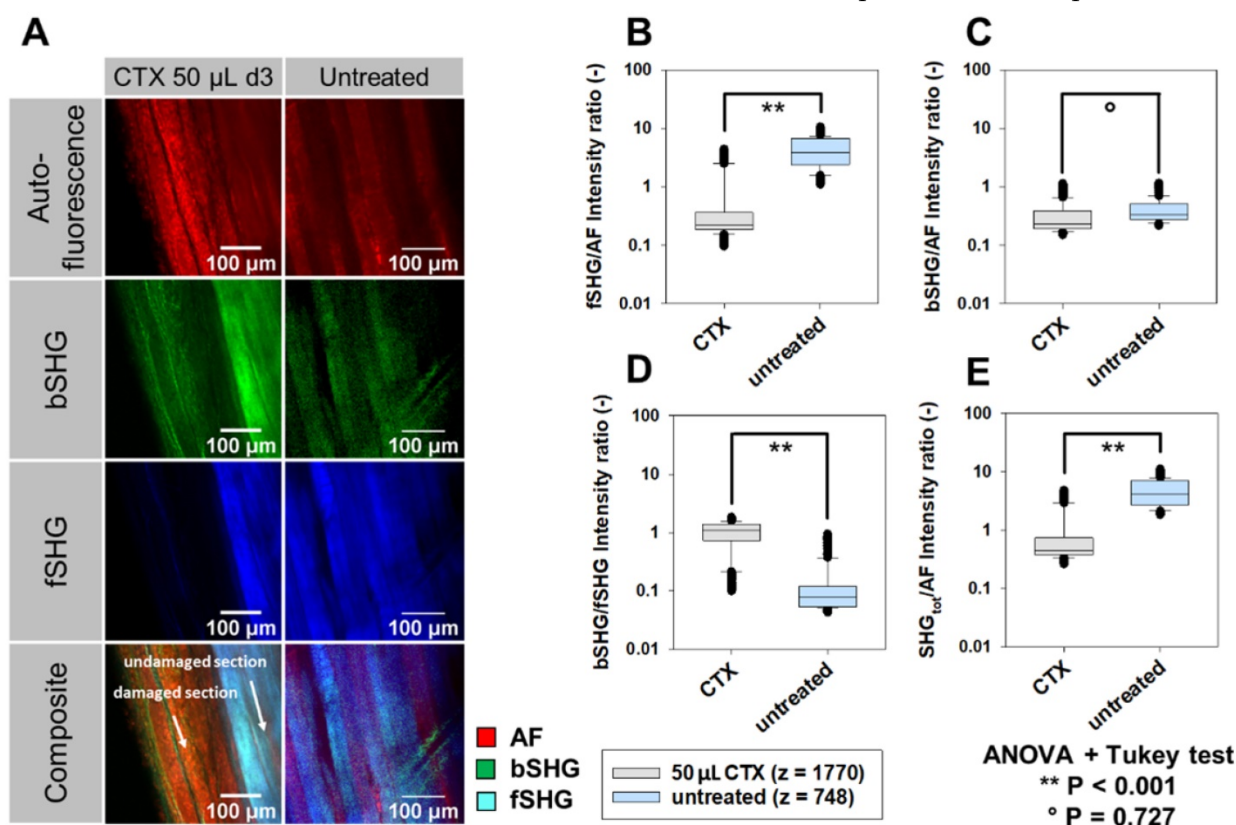 A
CTX 50 µL d3
Untreated
Auto-
fluorescence
100 µm
100 µm
bSHG
100 µm
100 µm
fSHG
100 µm
100 µm
Composite
undamaged section
damaged section
100 µm
100 µm
AF
bSHG
fSHG
B
fSHG/AF Intensity ratio (-)
100
10
1
0.1
0.01
**
CTX
untreated
C
bSHG/AF Intensity ratio (-)
100
10
1
0.1
0.01
°
CTX
untreated
D
bSHG/fSHG Intensity ratio (-)
100
10
1
0.1
0.01
**
CTX
untreated
E
SHGtot/AF Intensity ratio (-)
100
10
1
0.1
0.01
**
CTX
untreated
50 µL CTX (z = 1770)
untreated (z = 748)
ANOVA + Tukey test
** P < 0.001
° P = 0.727